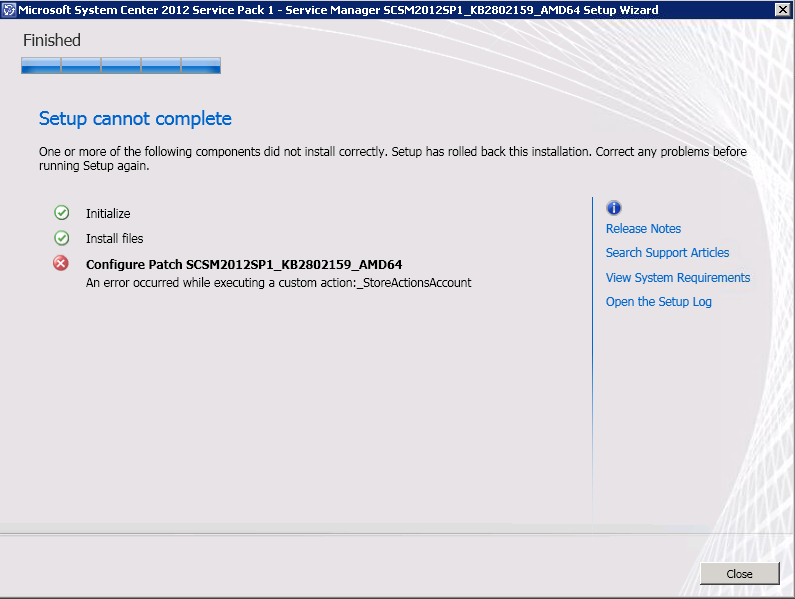 Microsoft System Center 2012 Service Pack 1 - Service Manager SCSM2012SP1_KB2802159_AMD64 Setup Wizard
Finished
Setup cannot complete
One or more of the following components did not install correctly. Setup has rolled back this installation. Correct any problems before
running Setup again.
Initialize
Install files
Configure Patch SCSM2012SP1_KB2802159_AMD64
An error occurred while executing a custom action:_StoreActionsAccount
Release Notes
Search Support Articles
View System Requirements
Open the Setup Log
Close